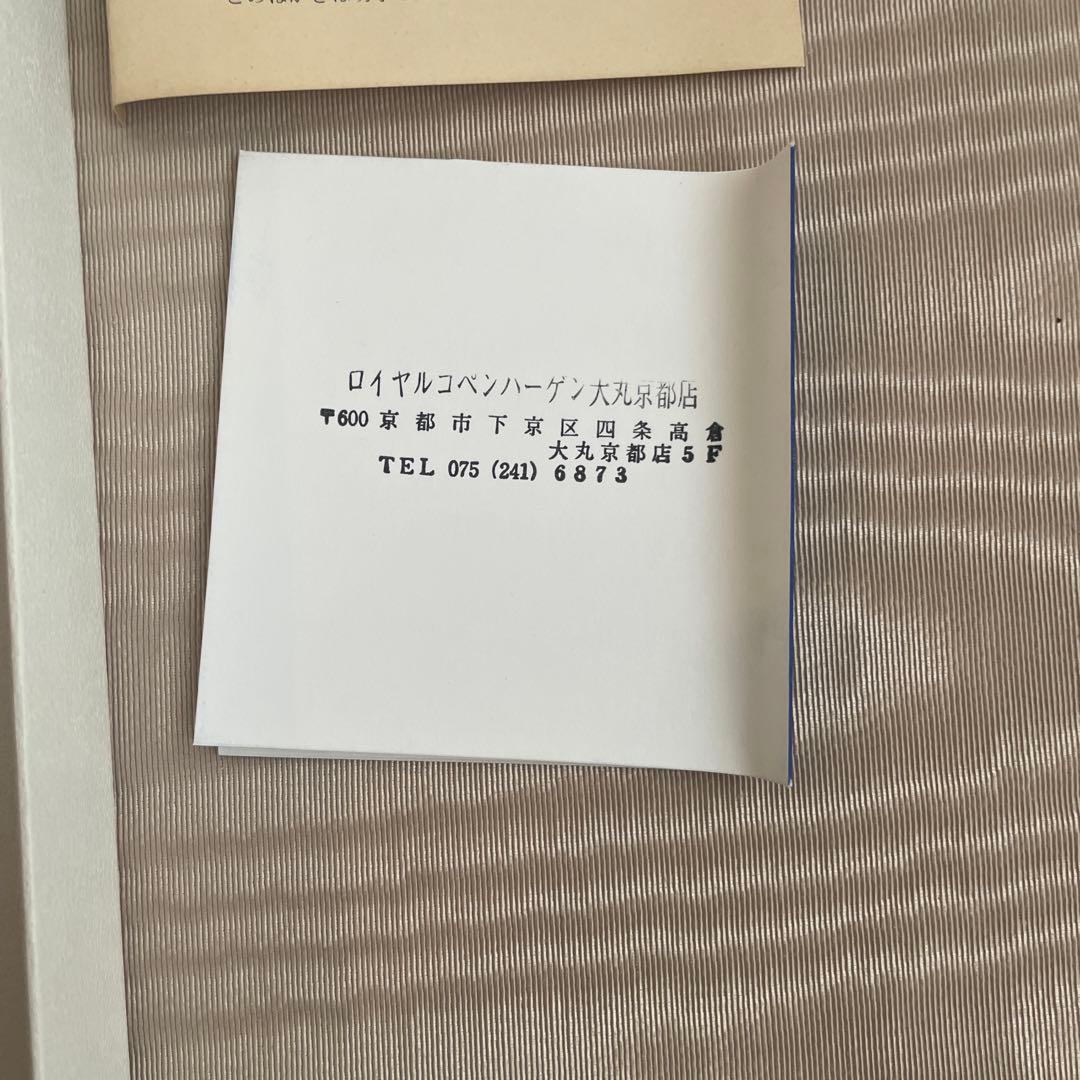 ロイヤルコペンハーゲン大丸京都店
〒600 京都市下京区四条高倉
大丸京都店5F
TEL 075 (241) 6873